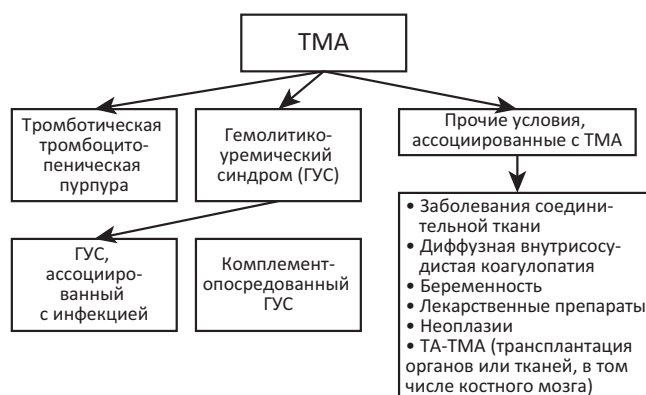 ТМА
Тромботическая
тромбоцито-
пеническая
пурпура
Гемолитико-
уремический
синдром (ГУС)
Прочие условия,
ассоциированные с ТМА
ГУС,
ассоцииро-
ванный
с инфекцией
Комплемент-
опосредованный
ГУС
• Заболевания соедини-
тельной ткани
• Диффузная внутрисосу-
дистая коагулопатия
• Беременность
• Лекарственные препараты
• Неоплазии
• ТА-ТМА (трансплантация
органов или тканей, в том
числе костного мозга)